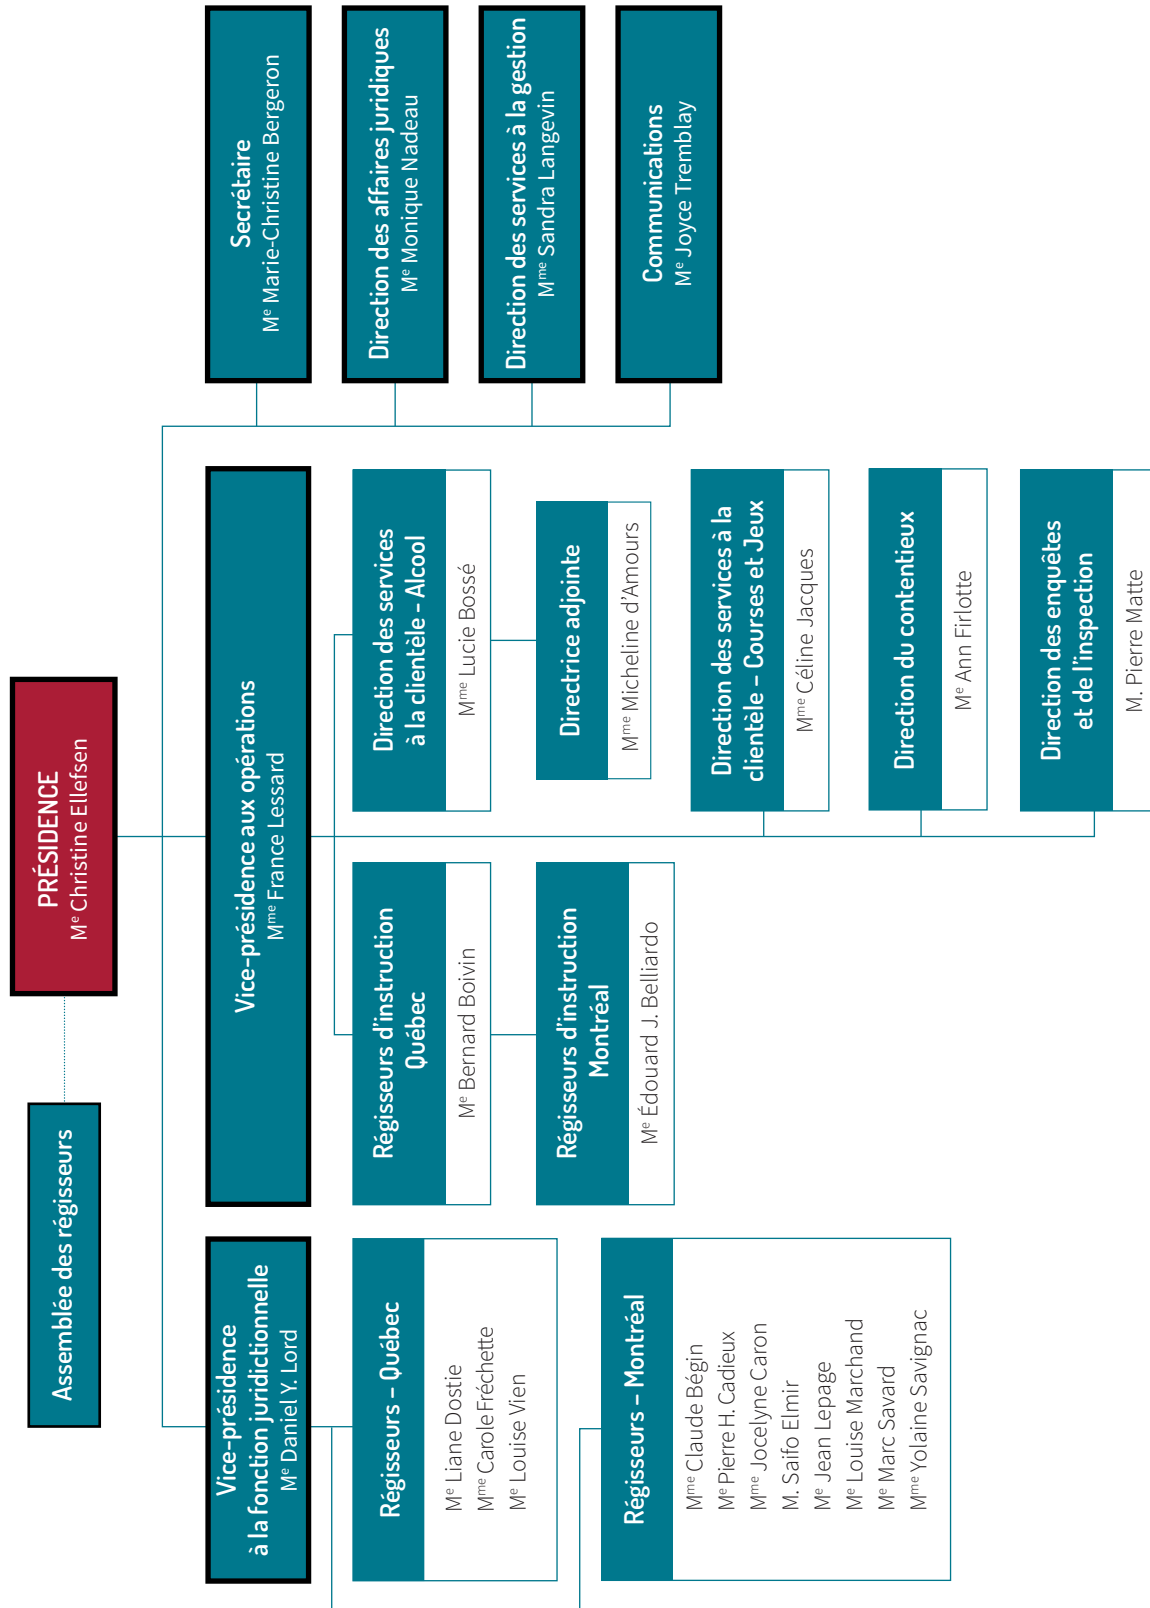 PRÉSIDENCE
Mᵉ Christine Ellefsen
Assemblée des régisseurs
Vice-présidence
à la fonction juridictionnelle
Mᵉ Daniel Y. Lord
Régisseurs – Québec
Mᵉ Liane Dostie
Mᵐᵉ Carole Fréchette
Mᵉ Louise Vien
Régisseurs – Montréal
Mᵐᵉ Claude Bégin
Mᵉ Pierre H. Cadieux
Mᵐᵉ Jocelyne Caron
M. Saifo Elmir
Mᵉ Jean Lepage
Mᵉ Louise Marchand
Mᵉ Marc Savard
Mᵐᵉ Yolaine Savignac
Vice-présidence aux opérations
Mᵐᵉ France Lessard
Régisseurs d'instruction
Québec
Mᵉ Bernard Boivin
Régisseurs d'instruction
Montréal
Mᵉ Édouard J. Belliardo
Direction des services
à la clientèle – Alcool
Mᵐᵉ Lucie Bossé
Directrice adjointe
Mᵐᵉ Micheline d'Amours
Direction des services à la
clientèle – Courses et Jeux
Mᵐᵉ Céline Jacques
Direction du contentieux
Mᵉ Ann Firlotte
Direction des enquêtes
et de l'inspection
M. Pierre Matte
Secrétaire
Mᵉ Marie-Christine Bergeron
Direction des affaires juridiques
Mᵉ Monique Nadeau
Direction des services à la gestion
Mᵐᵉ Sandra Langevin
Communications
Mᵉ Joyce Tremblay